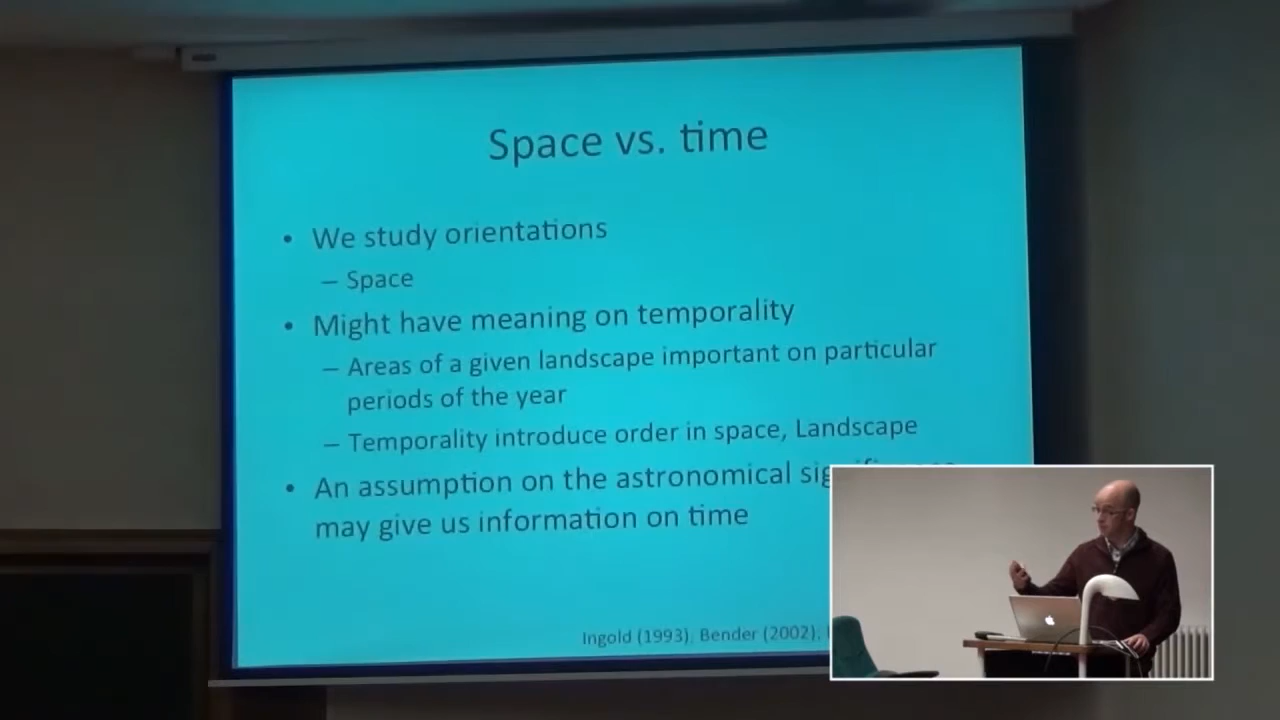 Space vs. time
• We study orientations
– Space
• Might have meaning on temporality
– Areas of a given landscape important on particular
periods of the year
– Temporality introduce order in space, Landscape
• An assumption on the astronomical
may give us information on time
Ingold (1993); Bender (2002);